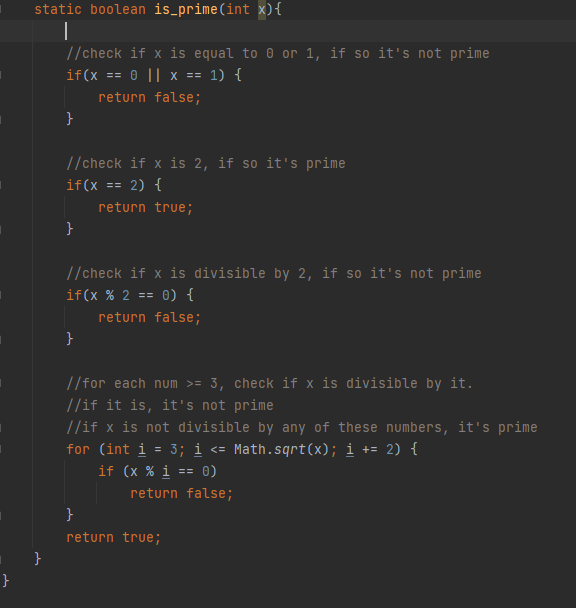 static boolean is_prime(int x){
//check if x is equal to 0 or 1, if so it's not prime
if(x == 0 || x == 1) {
return false;
}
//check if x is 2, if so it's prime
if(x == 2) {
return true;
}
//check if x is divisible by 2, if so it's not prime
if(x % 2 == 0) {
return false;
}
//for each num >= 3, check if x is divisible by it.
//if it is, it's not prime
//if x is not divisible by any of these numbers, it's prime
for (int i = 3; i <= Math.sqrt(x); i += 2) {
if (x % i == 0)
return false;
}
return true;
}
}